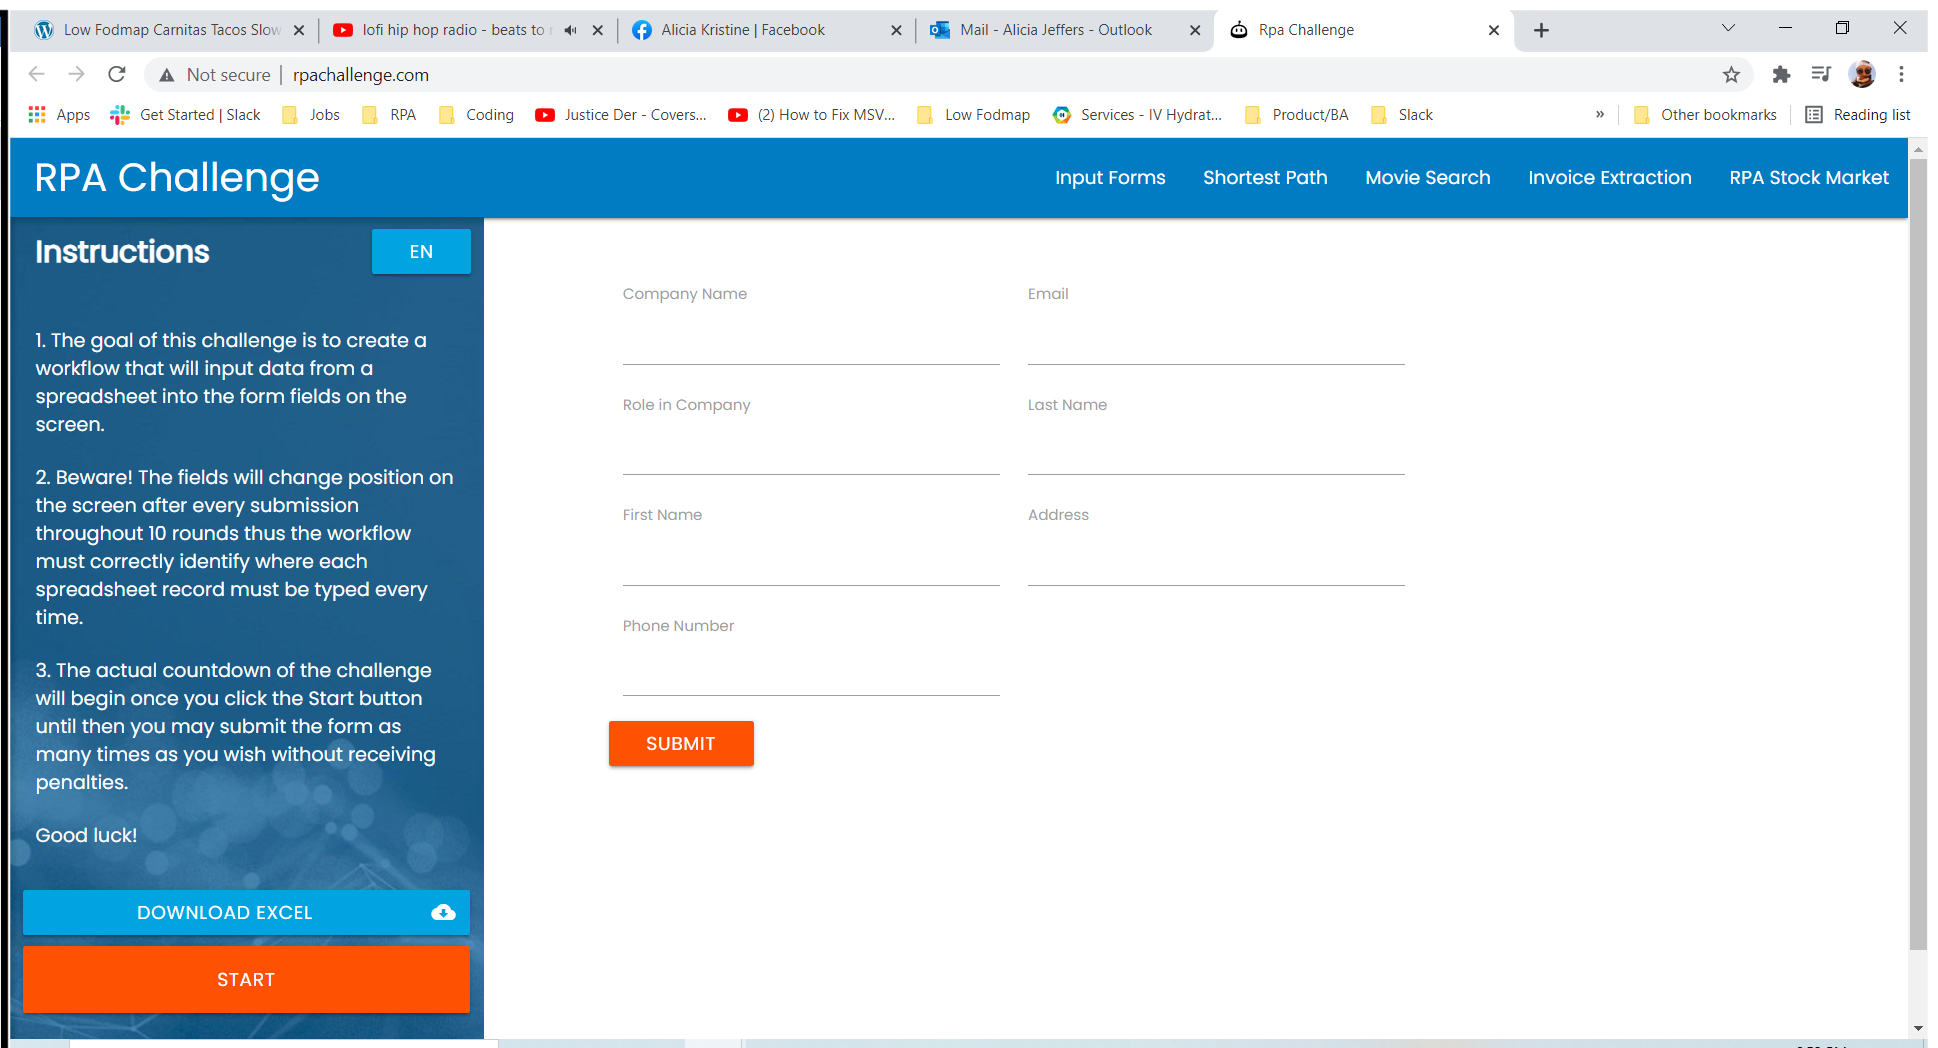 Low Fodmap Carnitas Tacos Slow
lofi hip hop radio - beats to r
Alicia Kristine | Facebook
Mail - Alicia Jeffers - Outlook
Rpa Challenge
Not secure | rpachallenge.com
Apps
Get Started | Slack
Jobs
RPA
Coding
Justice Der - Covers...
(2) How to Fix MSV...
Low Fodmap
Services - IV Hydrat...
Product/BA
Slack
»
Other bookmarks
Reading list
RPA Challenge
Input Forms
Shortest Path
Movie Search
Invoice Extraction
RPA Stock Market
Instructions
EN
1. The goal of this challenge is to create a
workflow that will input data from a
spreadsheet into the form fields on the
screen.
2. Beware! The fields will change position on
the screen after every submission
throughout 10 rounds thus the workflow
must correctly identify where each
spreadsheet record must be typed every
time.
3. The actual countdown of the challenge
will begin once you click the Start button
until then you may submit the form as
many times as you wish without receiving
penalties.
Good luck!
DOWNLOAD EXCEL
START
Company Name
Email
Role in Company
Last Name
First Name
Address
Phone Number
SUBMIT